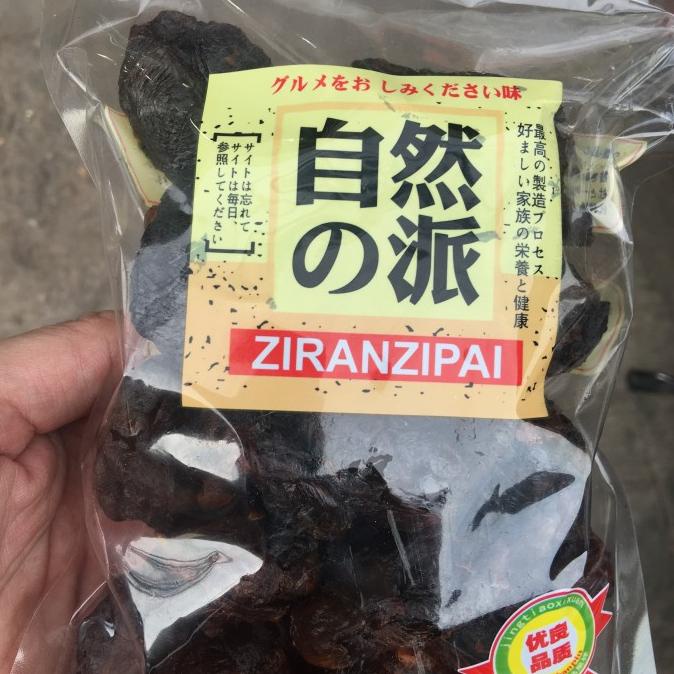 グルメをお しみください味
自然
の派
最高の製造プロセス
好ましい家族の栄養と健康
サイトは忘れて
サイトは毎日、
参照してください
ZIRANZIPAI
jingtiaoxixuan
优良
品质